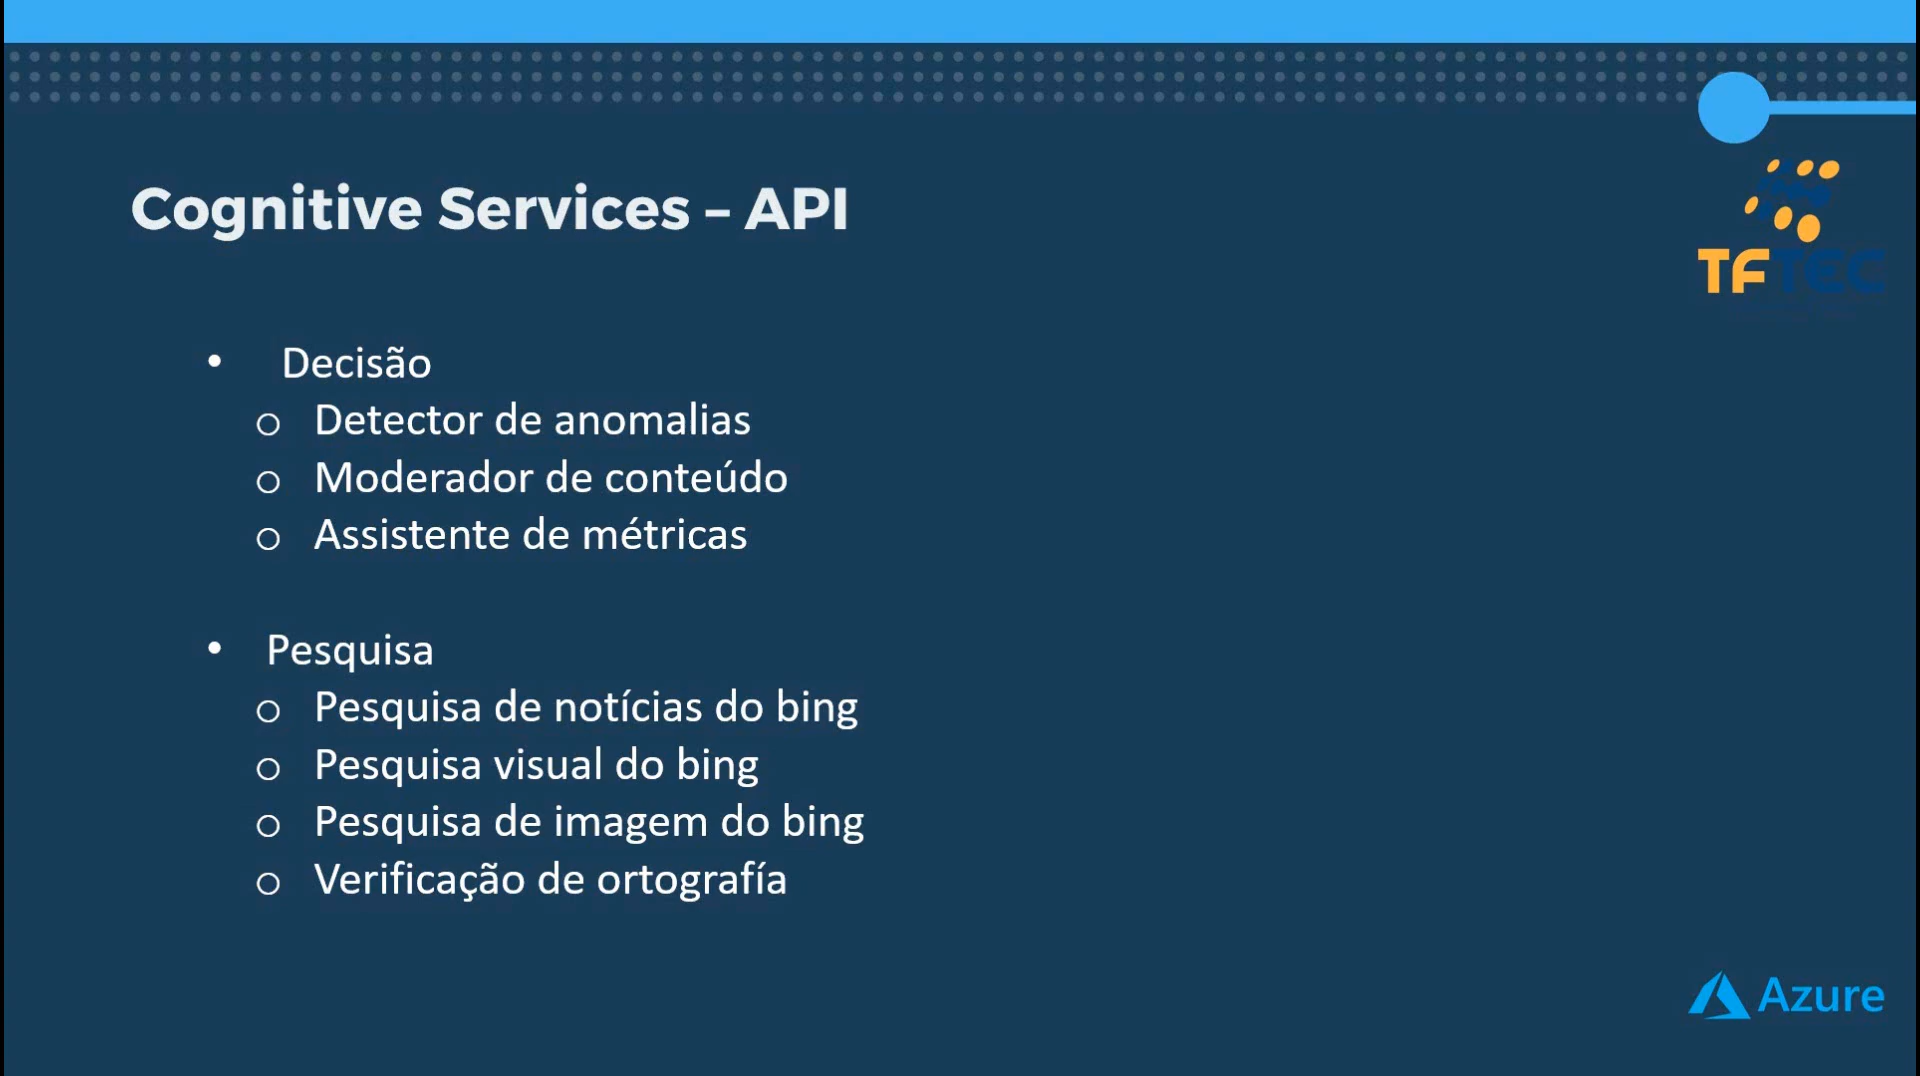 Cognitive Services – API
TFTEC
• Decisão
o Detector de anomalias
o Moderador de conteúdo
o Assistente de métricas
• Pesquisa
o Pesquisa de notícias do bing
o Pesquisa visual do bing
o Pesquisa de imagem do bing
o Verificação de ortografía
Azure